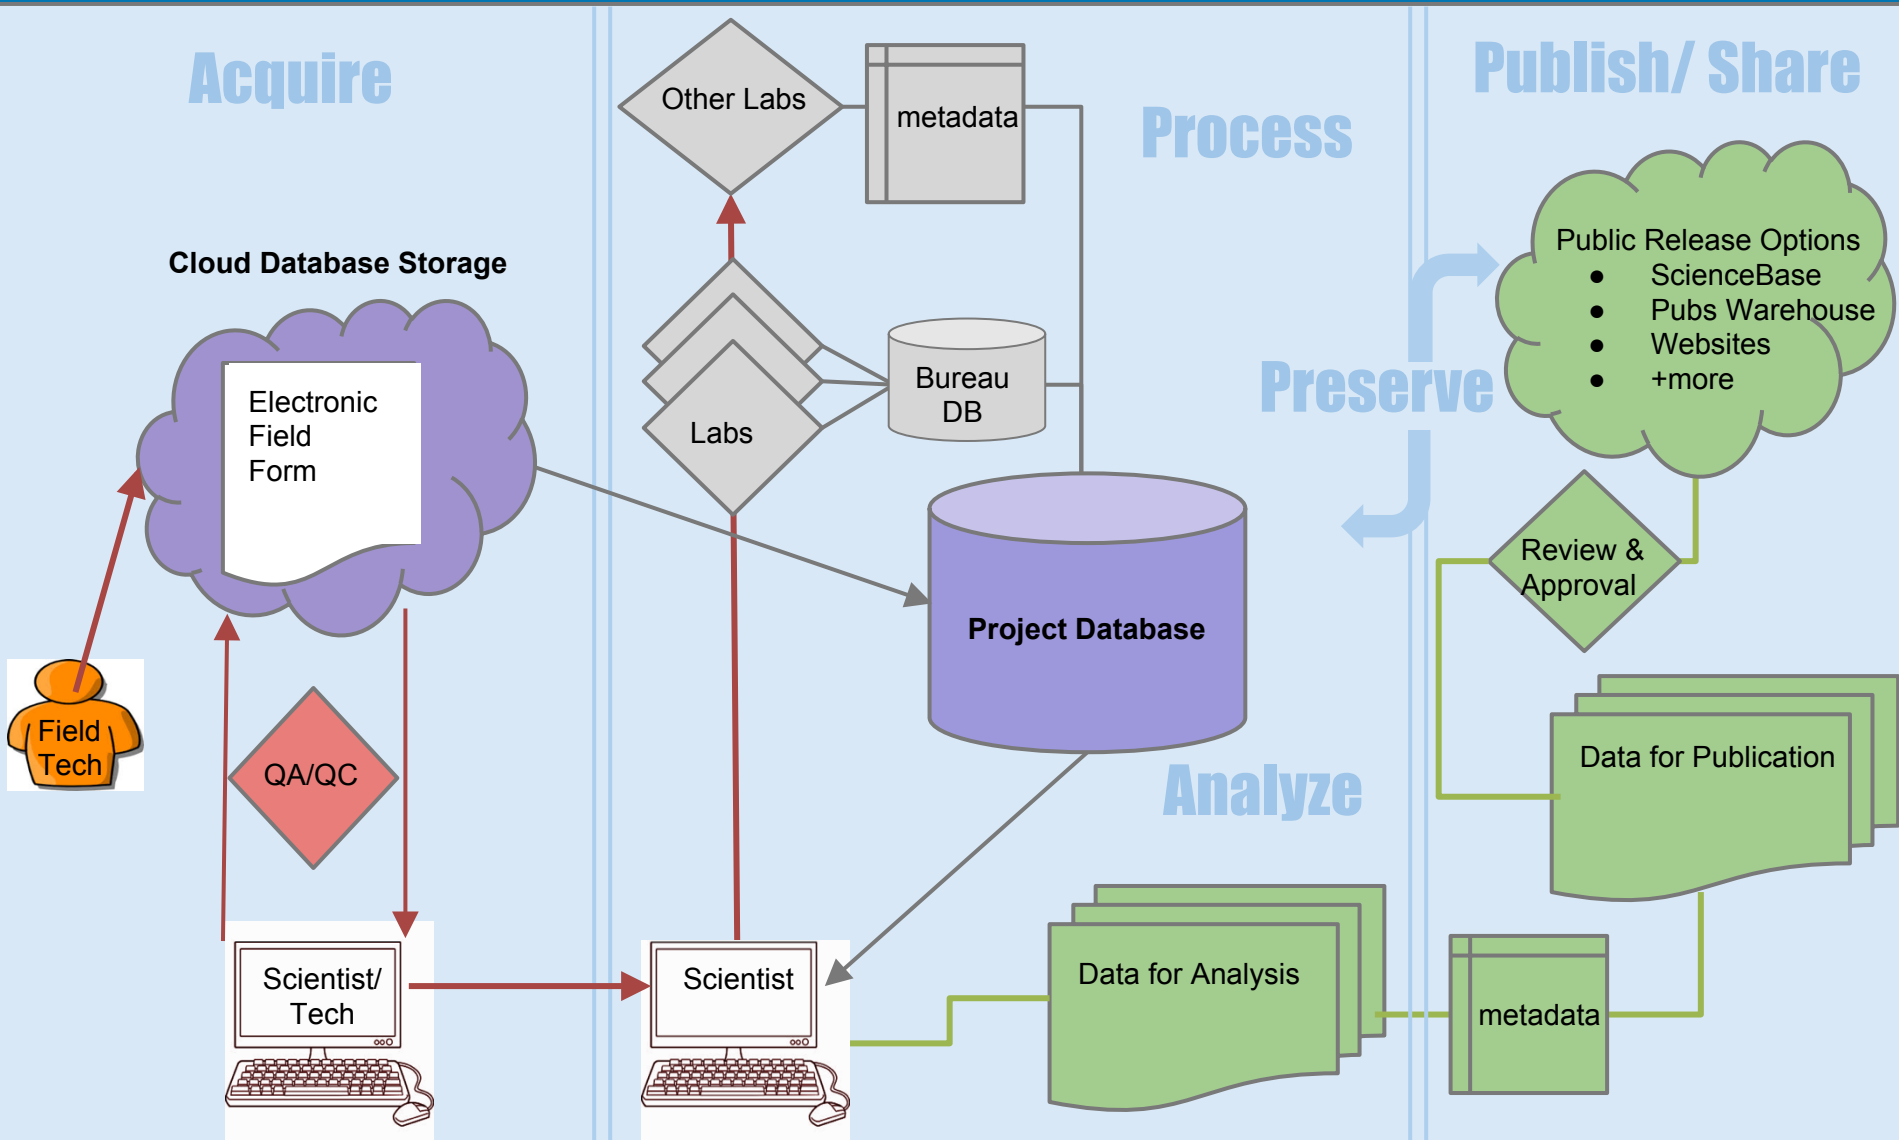 Acquire
Process
Publish/ Share
Other Labs
metadata
Cloud Database Storage
Electronic
Field
Form
Labs
Bureau
DB
Preserve
Public Release Options
● ScienceBase
● Pubs Warehouse
● Websites
● +more
Review &
Approval
Project Database
Field
Tech
QA/QC
Analyze
Data for Publication
Scientist/
Tech
Scientist
Data for Analysis
metadata